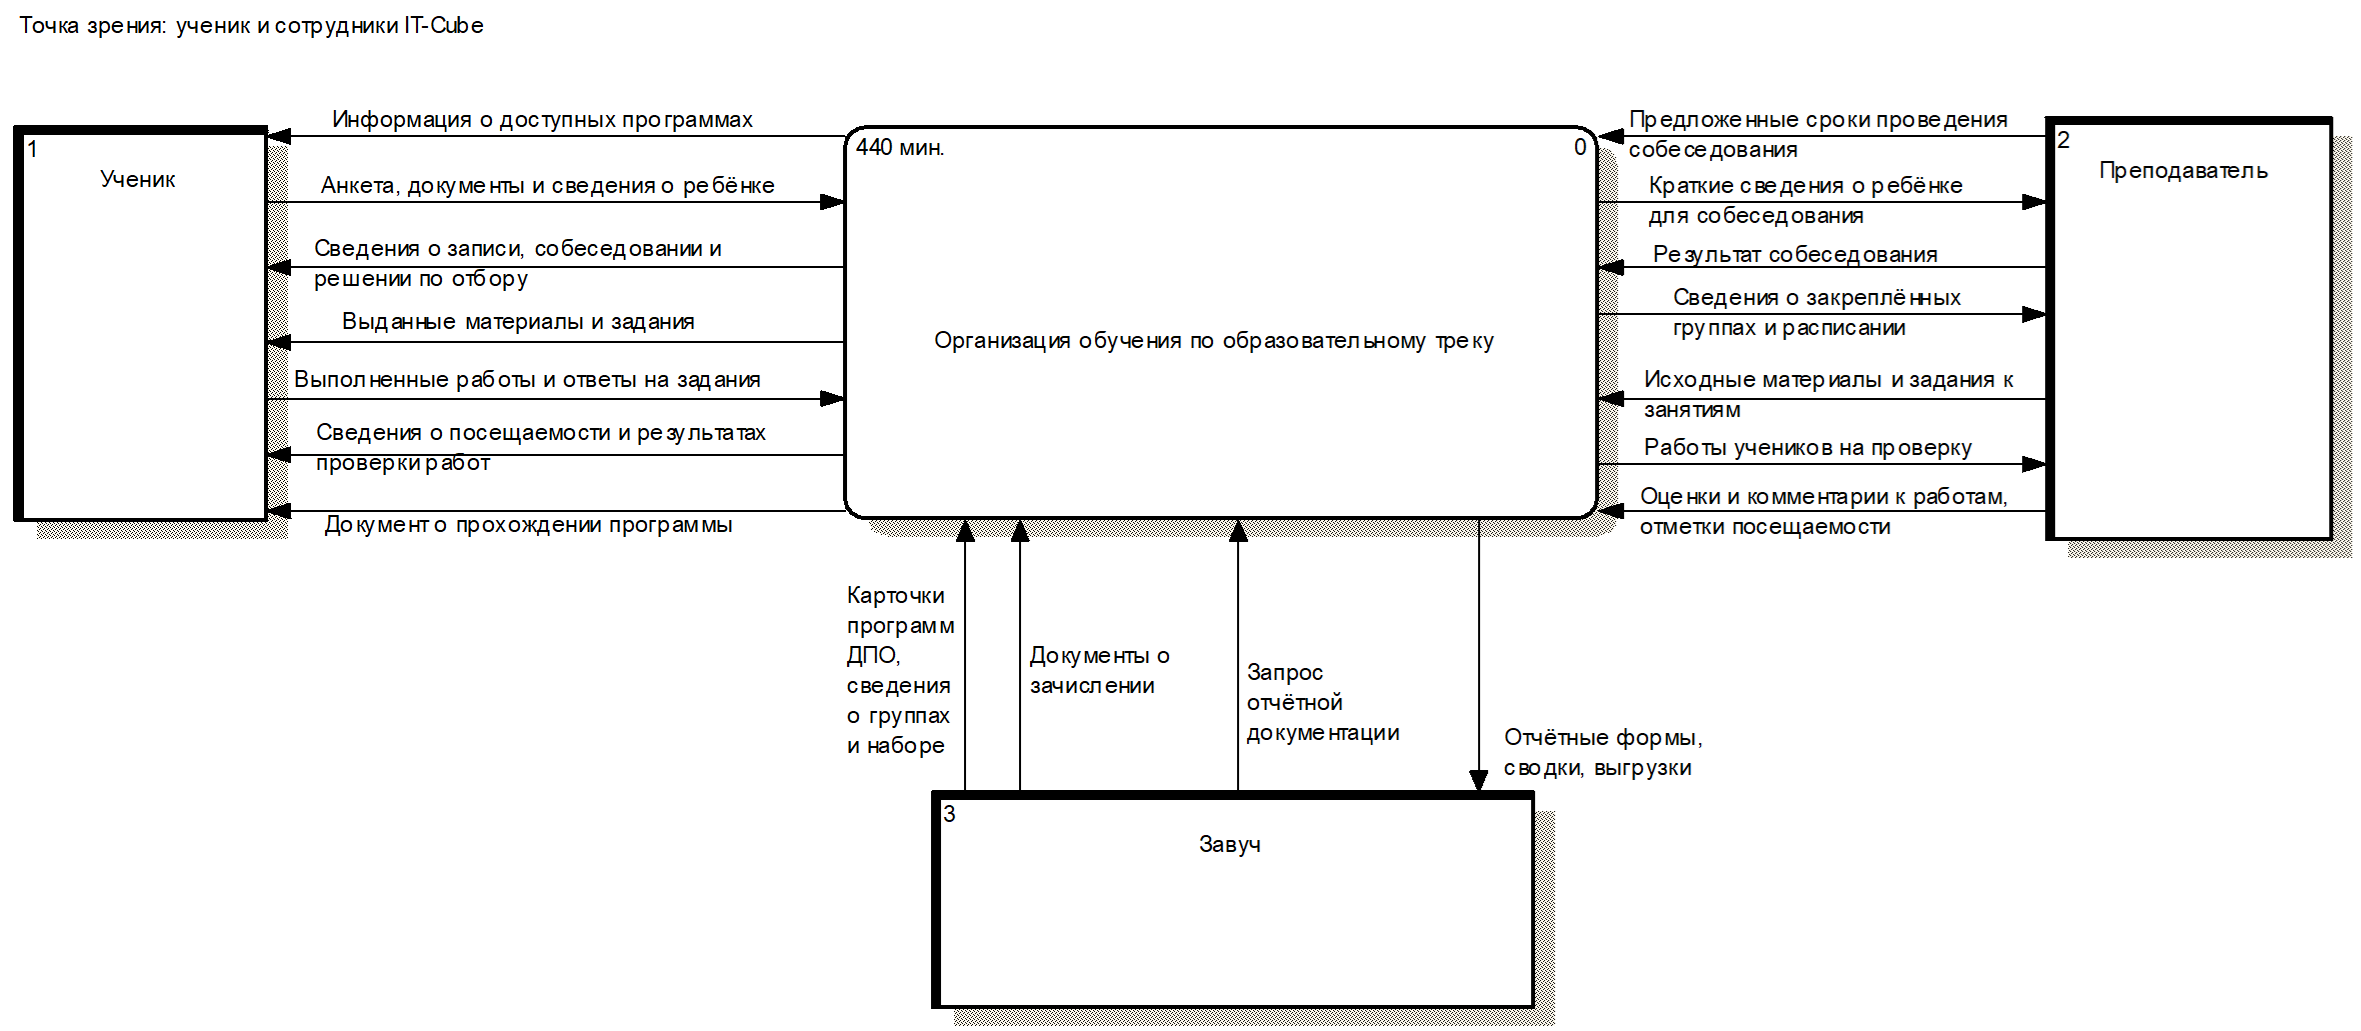 Точка зрения: ученик и сотрудники IT-Cube
1
Ученик
Информация о доступных программах
Анкета, документы и сведения о ребёнке
Сведения о записи, собеседовании и
решении по отбору
Выданные материалы и задания
Выполненные работы и ответы на задания
Сведения о посещаемости и результатах
проверки работ
Документ о прохождении программы
440 мин.
0
Организация обучения по образовательному треку
Предложенные сроки проведения
собеседования
Краткие сведения о ребёнке
для собеседования
Результат собеседования
Сведения о закреплённых
группах и расписании
Исходные материалы и задания к
занятиям
Работы учеников на проверку
Оценки и комментарии к работам,
отметки посещаемости
2
Преподаватель
Карточки
программ
ДПО,
сведения
о группах
и наборе
Документы о
зачислении
Запрос
отчётной
документации
Отчётные формы,
сводки, выгрузки
3
Завуч